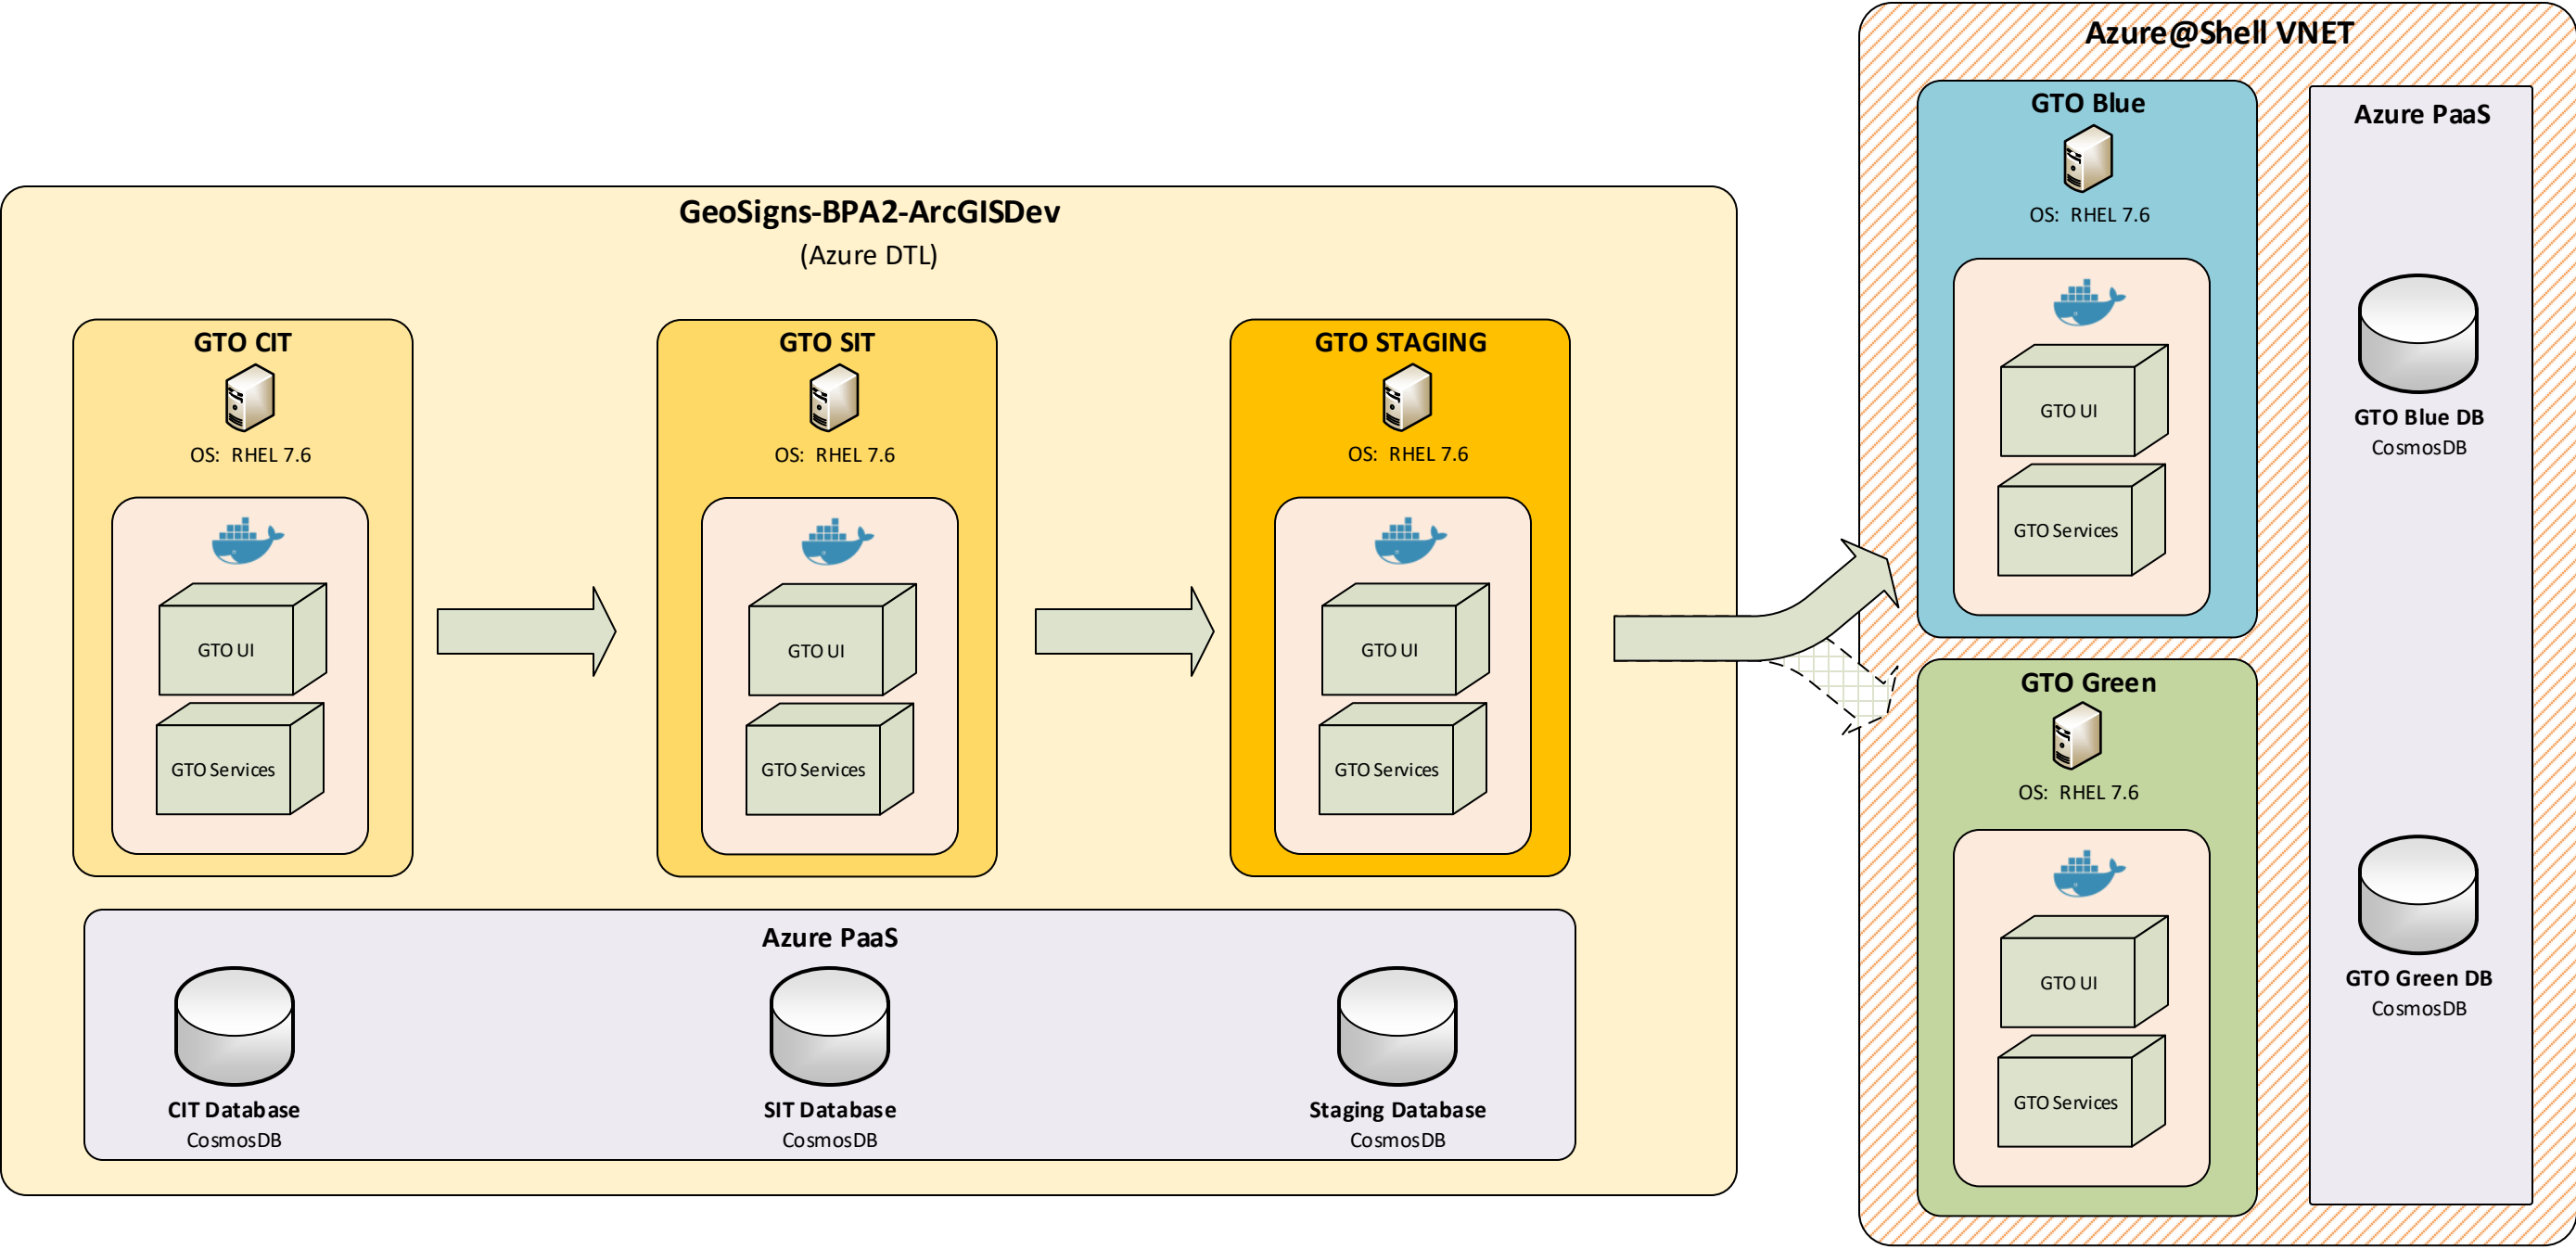 GeoSigns-BPA2-ArcGISDev
(Azure DTL)
GTO CIT
OS: RHEL 7.6
GTO UI
GTO Services
GTO SIT
OS: RHEL 7.6
GTO UI
GTO Services
GTO STAGING
OS: RHEL 7.6
GTO UI
GTO Services
Azure PaaS
CIT Database
CosmosDB
SIT Database
CosmosDB
Staging Database
CosmosDB
Azure@Shell VNET
GTO Blue
OS: RHEL 7.6
GTO UI
GTO Services
GTO Green
OS: RHEL 7.6
GTO UI
GTO Services
Azure PaaS
GTO Blue DB
CosmosDB
GTO Green DB
CosmosDB